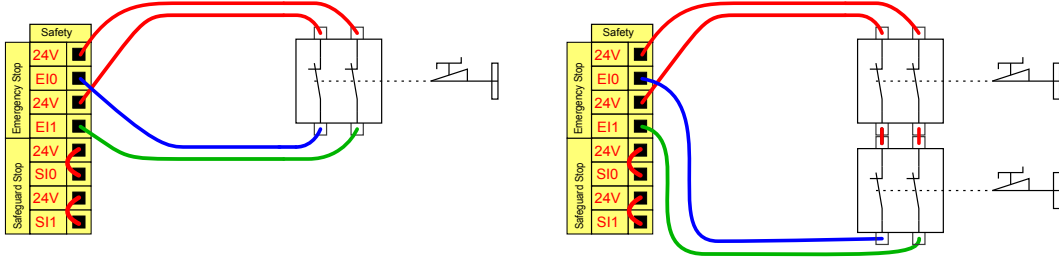 Safety
Emergency Stop
24V
EI0
24V
EI1
Safeguard Stop
24V
SI0
24V
SI1
Safety
Emergency Stop
24V
EI0
24V
EI1
Safeguard Stop
24V
SI0
24V
SI1